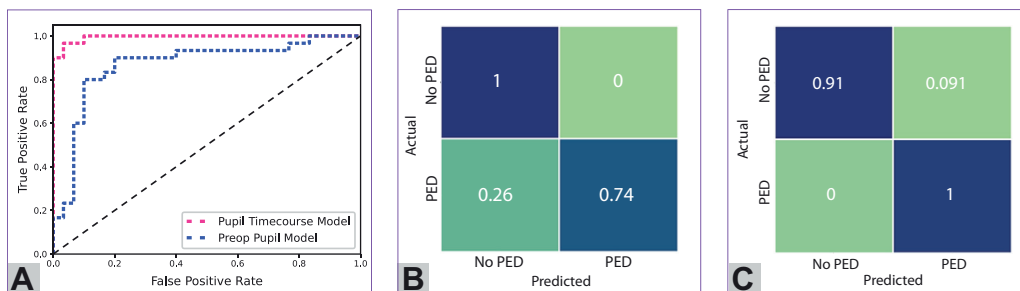 1.0
0.8
0.6
0.4
0.2
0.0
True Positive Rate
Pupil Timecourse Model
Preop Pupil Model
0.0
0.2
0.4
0.6
0.8
1.0
False Positive Rate
A
Actual
No PED
PED
1
0
0.26
0.74
No PED
PED
Predicted
B
Actual
No PED
PED
0.91
0.091
0
1
No PED
PED
Predicted
C